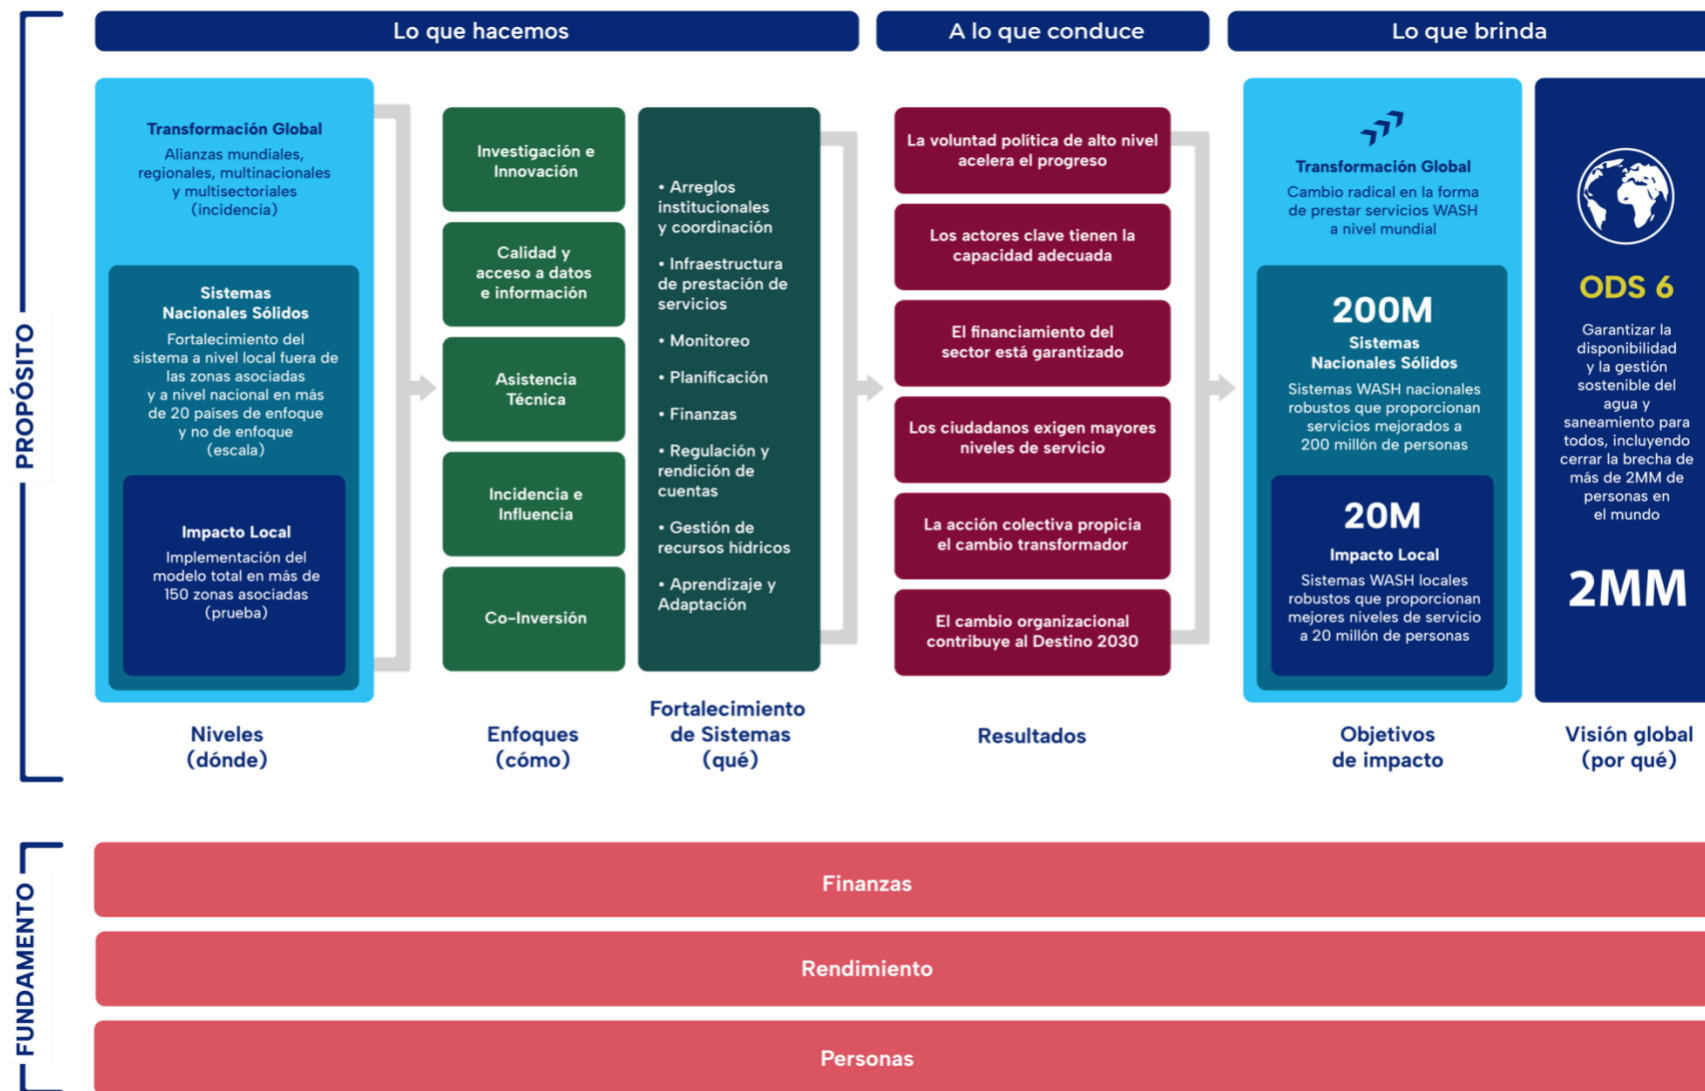 PROPÓSITO
Lo que hacemos
A lo que conduce
Lo que brinda
Transformación Global
Alianzas mundiales,
regionales, multinacionales
y multisectoriales
(incidencia)
Sistemas
Nacionales Sólidos
Fortalecimiento del
sistema a nivel local fuera de
las zonas asociadas
y a nivel nacional en más
de 20 países de enfoque
y no de enfoque
(escala)
Impacto Local
Implementación del
modelo total en más de
150 zonas asociadas
(prueba)
Niveles
(dónde)
Investigación e
Innovación
Calidad y
acceso a datos
e información
Asistencia
Técnica
Incidencia e
Influencia
Co-Inversión
Enfoques
(cómo)
• Arreglos
institucionales
y coordinación
• Infraestructura
de prestación de
servicios
• Monitoreo
• Planificación
• Finanzas
• Regulación y
rendición de
cuentas
• Gestión de
recursos hídricos
• Aprendizaje y
Adaptación
Fortalecimiento
de Sistemas
(qué)
La voluntad política de alto nivel
acelera el progreso
Los actores clave tienen la
capacidad adecuada
El financiamiento del
sector está garantizado
Los ciudadanos exigen mayores
niveles de servicio
La acción colectiva propicia
el cambio transformador
El cambio organizacional
contribuye al Destino 2030
Resultados
Transformación Global
Cambio radical en la forma
de prestar servicios WASH
a nivel mundial
200M
Sistemas
Nacionales Sólidos
Sistemas WASH nacionales
robustos que proporcionan
servicios mejorados a
200 millón de personas
20M
Impacto Local
Sistemas WASH locales
robustos que proporcionan
mejores niveles de servicio
a 20 millón de personas
Objetivos
de impacto
ODS 6
Garantizar la
disponibilidad
y la gestión
sostenible del
agua y
saneamiento para
todos, incluyendo
cerrar la brecha de
más de 2MM de
personas en
el mundo
2MM
Visión global
(por qué)
FUNDAMENTO
Finanzas
Rendimiento
Personas